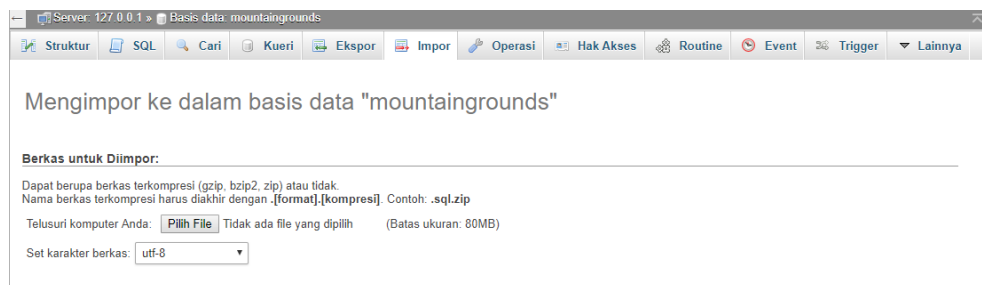 Server: 127.0.0.1 » Basis data: mountaingrounds
Struktur SQL Cari Kueri Ekspor Impor Operasi Hak Akses Routine Event Trigger Lainnya
Mengimpor ke dalam basis data "mountaingrounds"
Berkas untuk Diimpor:
Dapat berupa berkas terkompresi (gzip, bzip2, zip) atau tidak.
Nama berkas terkompresi harus diakhir dengan .[format].[kompresi]. Contoh: .sql.zip
Telusuri komputer Anda: Pilih File Tidak ada file yang dipilih (Batas ukuran: 80MB)
Set karakter berkas: utf-8